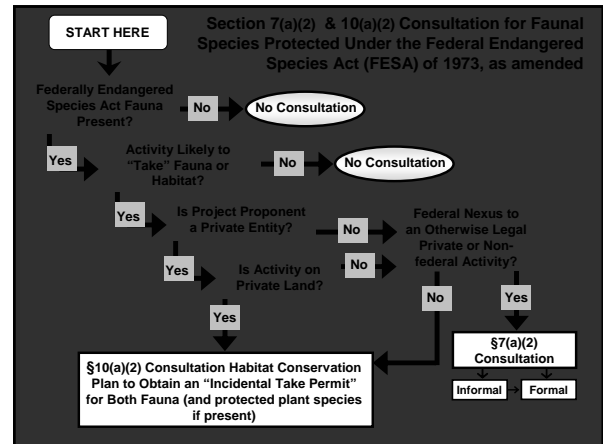 START HERE
Section 7(a)(2) & 10(a)(2) Consultation for Faunal
Species Protected Under the Federal Endangered
Species Act (FESA) of 1973, as amended
Federally Endangered
Species Act Fauna
Present?
No
No Consultation
Yes
Activity Likely to
“Take” Fauna or
Habitat?
No
No Consultation
Yes
Is Project Proponent
a Private Entity?
No
Federal Nexus to
an Otherwise Legal
Private or Non-
federal Activity?
Yes
Is Activity on
Private Land?
No
No
Yes
Yes
§10(a)(2) Consultation Habitat Conservation
Plan to Obtain an “Incidental Take Permit”
for Both Fauna (and protected plant species
if present)
§7(a)(2)
Consultation
Informal
Formal